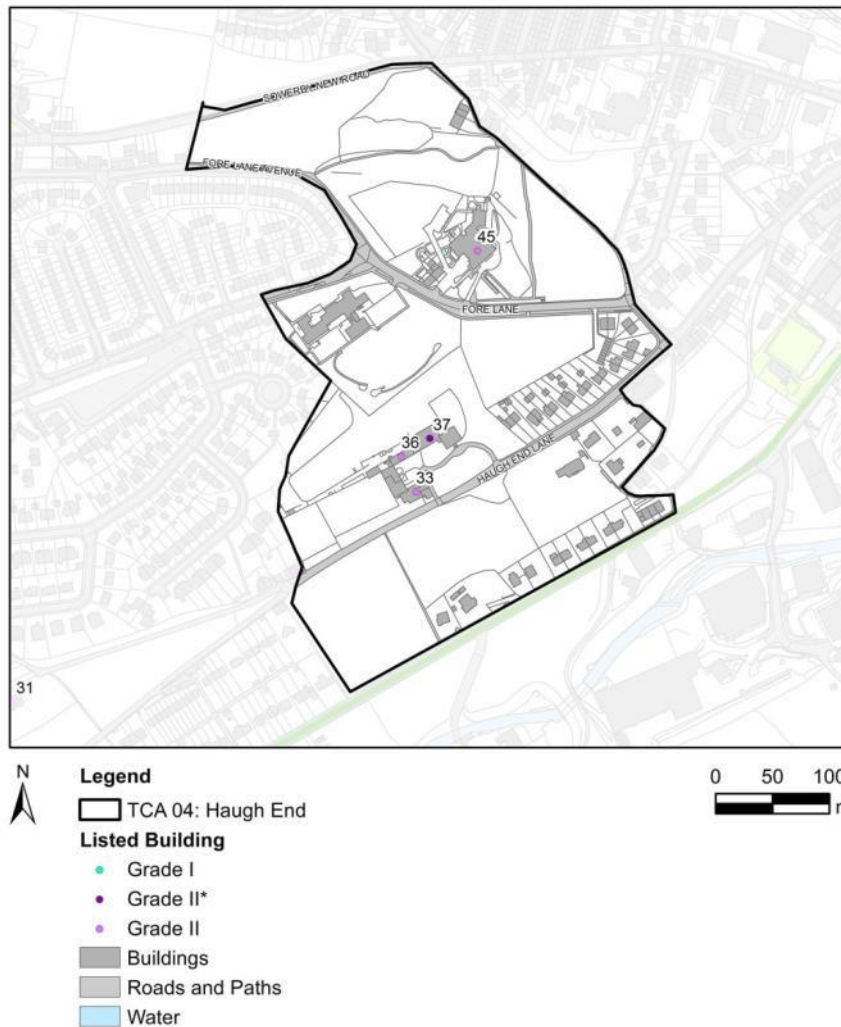 SOWERBY NEW ROAD
FORE LANE AVENUE
45
FORE LANE
37
36
HAUGH END LANE
33
31
N
Legend
0 50 100
TCA 04: Haugh End
m
Listed Building
Grade I
Grade II*
Grade II
Buildings
Roads and Paths
Water